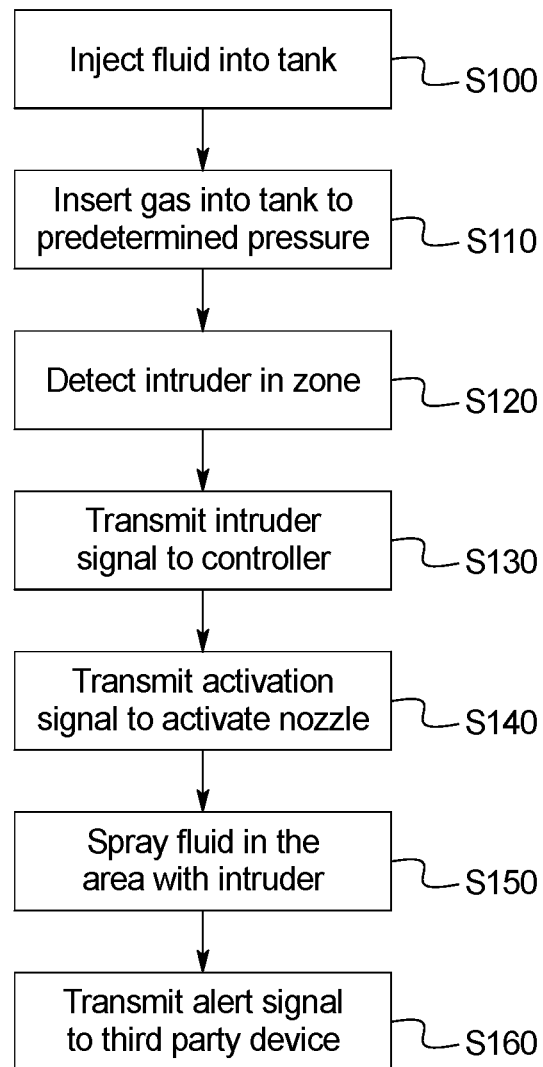 Inject fluid into tank
S100
Insert gas into tank to
predetermined pressure
S110
Detect intruder in zone
S120
Transmit intruder
signal to controller
S130
Transmit activation
signal to activate nozzle
S140
Spray fluid in the
area with intruder
S150
Transmit alert signal
to third party device
S160